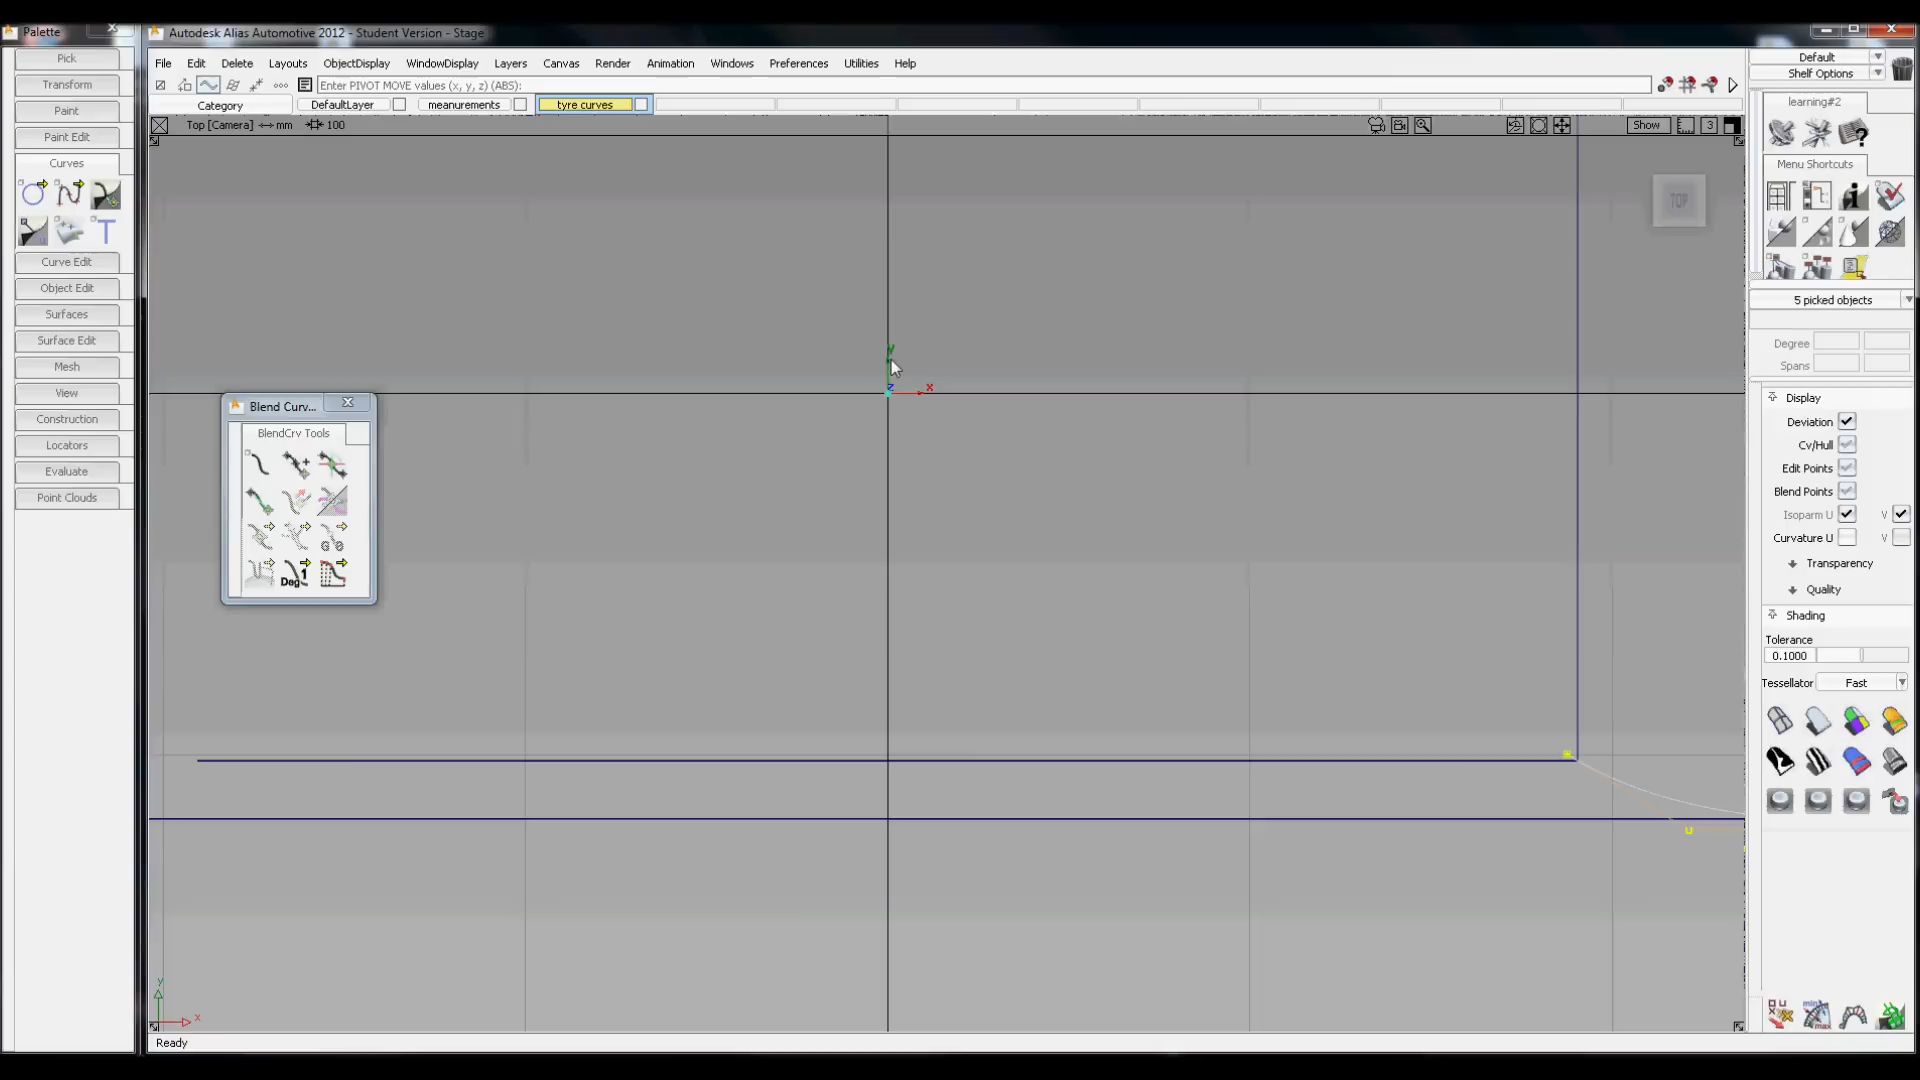 Palette
Autodesk Alias Automotive 2012 - Student Version - Stage
File Edit Delete Layouts ObjectDisplay WindowDisplay Layers Canvas Render Animation Windows Preferences Utilities Help
Enter PIVOT MOVE values (x, y, z) (ABS):
Category DefaultLayer meanurements tyre curves
Top [Camera] mm 100
Show
3
TOP
Pick
Transform
Paint
Paint Edit
Curves
T
Curve Edit
Object Edit
Surfaces
Surface Edit
Mesh
View
Construction
Locators
Evaluate
Point Clouds
Blend Curv...
BlendCrv Tools
Deg 1
y
z
x
U
y
x
Ready
Default
Shelf Options
learning#2
Menu Shortcuts
5 picked objects
Degree
Spans
Display
Deviation
Cv/Hull
Edit Points
Blend Points
Isoparm U V
Curvature U V
Transparency
Quality
Shading
Tolerance
0.1000
Tessellator Fast